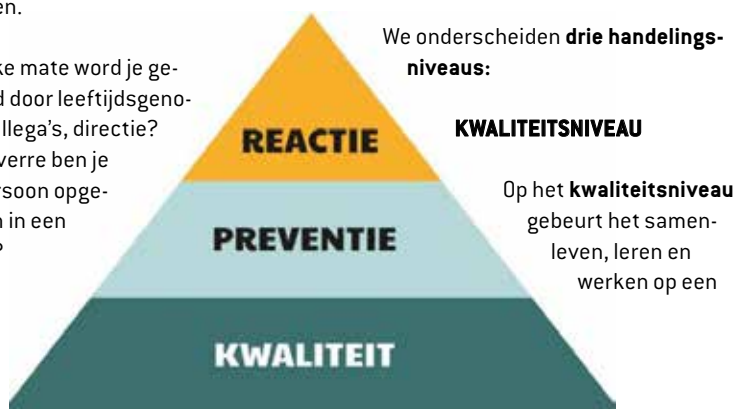 en.
ke mate word je ge-
d door leeftijdsgeno-
llega's, directie?
verre ben je
rsoon opge-
n in een
?
REACTIE
PREVENTIE
KWALITEIT
We onderscheiden drie handelings-
niveaus:
KWALITEITSNIVEAU
Op het kwaliteitsniveau
gebeurt het samen-
leven, leren en
werken op een